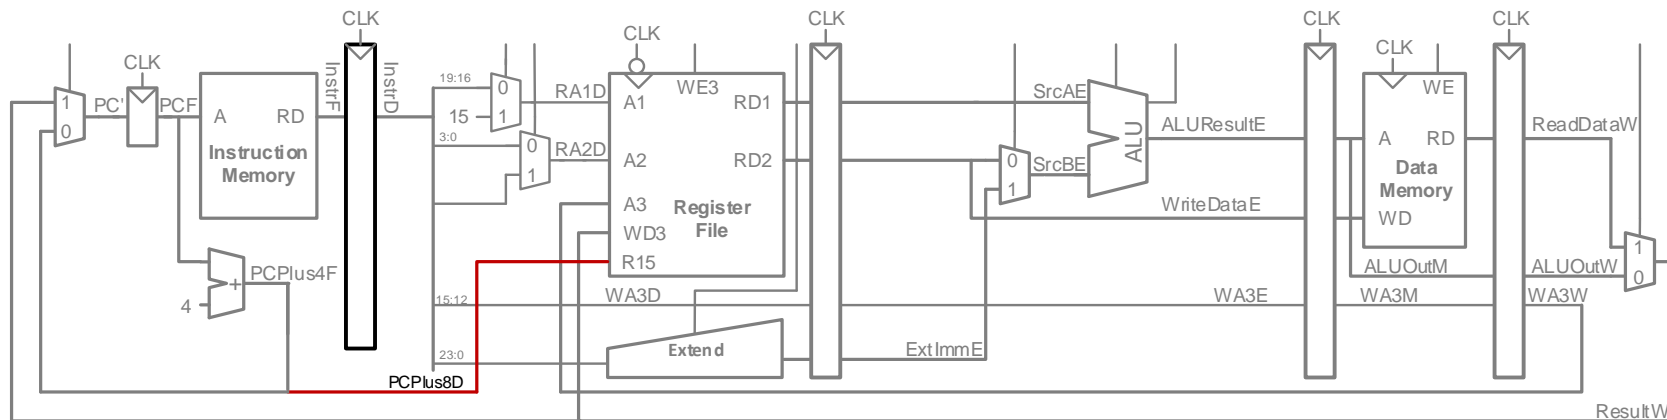 CLK
CLK
CLK
CLK
CLK
CLK
CLK
1
0
PC'
PCF
A
RD
Instruction
Memory
InstrF
InstrD
PCPlus4F
+
4
19:16
15
0
1
RA1D
3:0
0
1
RA2D
A1
WE3
RD1
A2
RD2
A3
WD3
R15
Register
File
15:12
WA3D
23:0
Extend
PCPlus8D
SrcAE
0
1
SrcBE
ALU
ALUResultE
WriteDataE
WA3E
ExtImmE
WE
A
RD
Data
Memory
WD
ALUOutM
WA3M
ReadDataW
ALUOutW
WA3W
1
0
ResultW